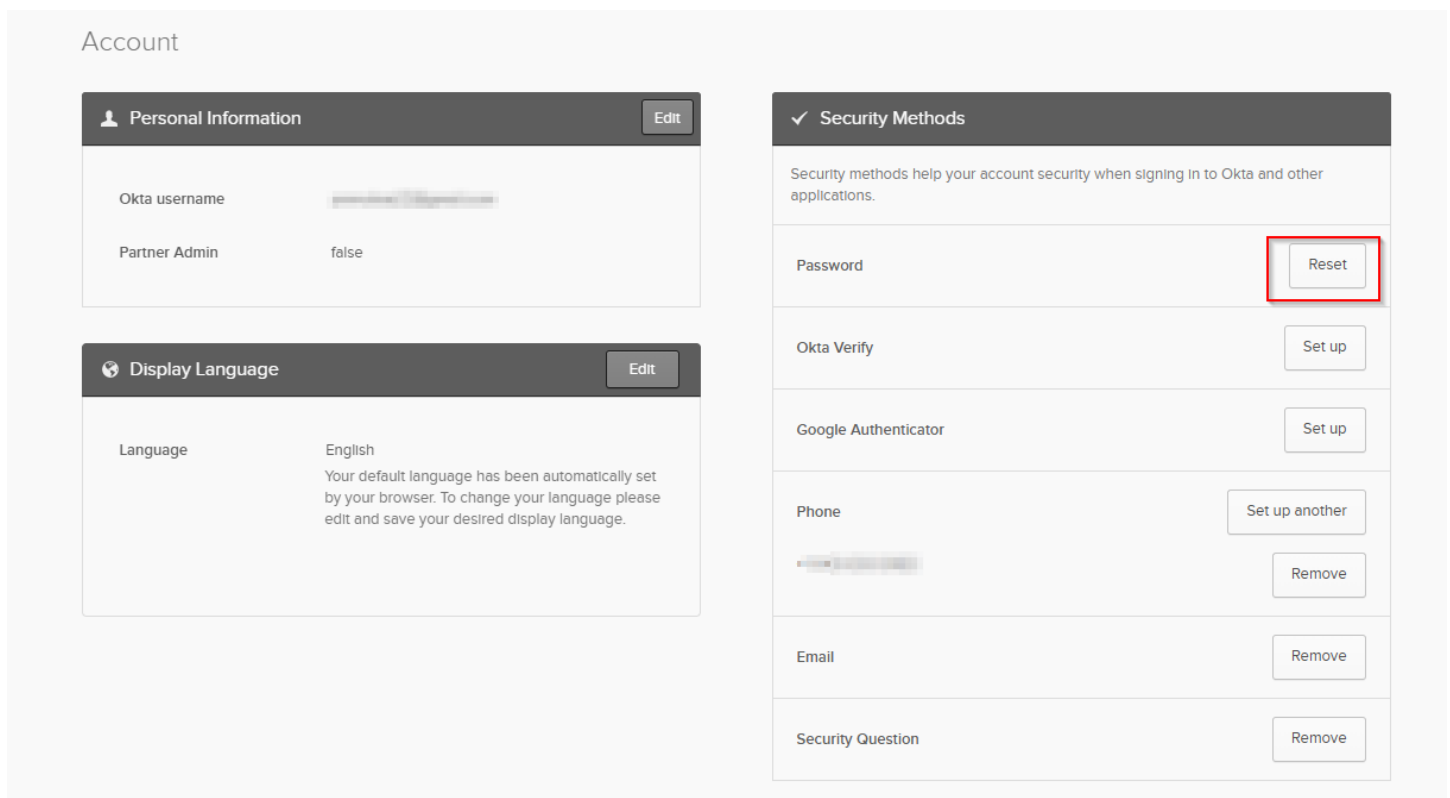 Account
Personal Information
Edit
Okta username
Partner Admin
false
Display Language
Edit
Language
English
Your default language has been automatically set
by your browser. To change your language please
edit and save your desired display language.
Security Methods
Security methods help your account security when signing in to Okta and other
applications.
Password
Reset
Okta Verify
Set up
Google Authenticator
Set up
Phone
Set up another
Remove
Email
Remove
Security Question
Remove